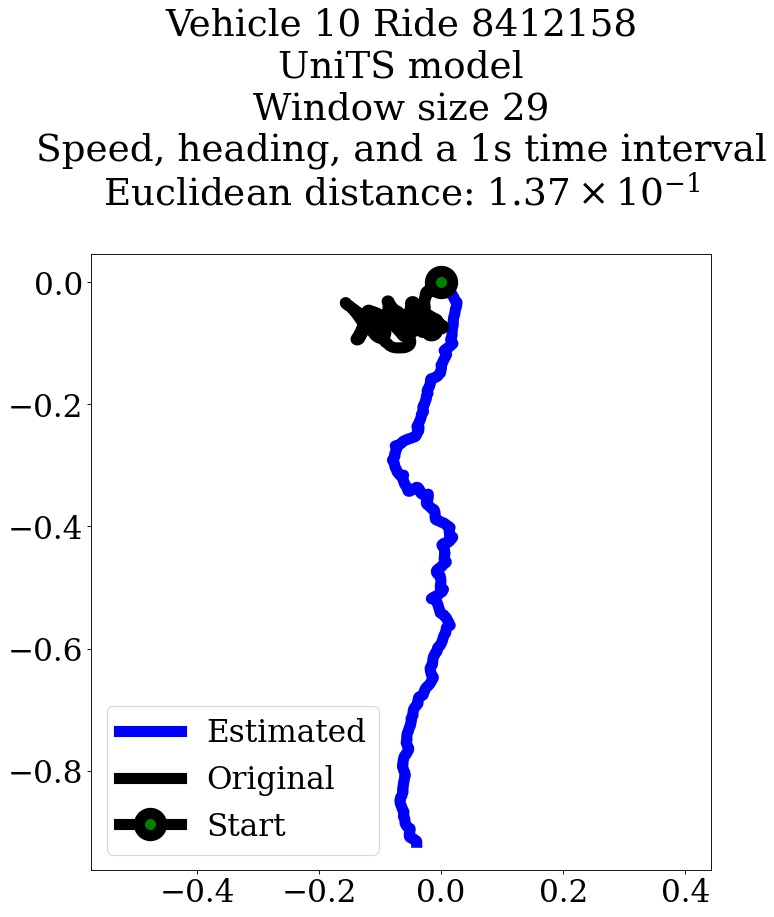 Vehicle 10 Ride 8412158
UniTS model
Window size 29
Speed, heading, and a 1s time interval
Euclidean distance: $1.37 \times 10^{-1}$
0.0
−0.2
−0.4
−0.6
−0.8
Estimated
Original
Start
−0.4
−0.2
0.0
0.2
0.4